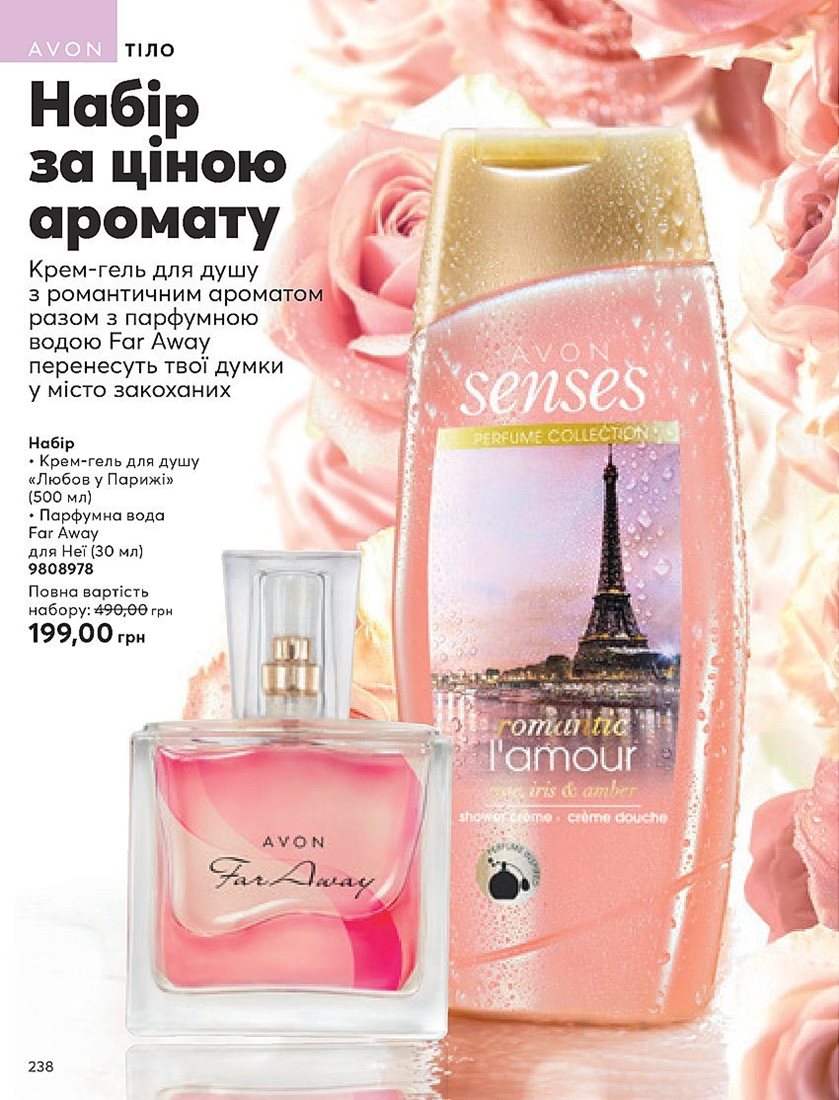 AVON ТІЛО
Набір
за ціною
аромату
Крем-гель для душу
з романтичним ароматом
разом з парфумною
водою Far Away
перенесуть твої думки
у місто закоханих
Набір
• Крем-гель для душу
«Любов у Парижі»
(500 мл)
• Парфумна вода
Far Away
для Неї (30 мл)
9808978
Повна вартість
набору: 490,00 грн
199,00 грн
AVON
senses
PERFUME COLLECTION
romantic
l'amour
rose, iris & amber
shower crème · crème douche
PERFUME INSPIRED
AVON
Far Away
238